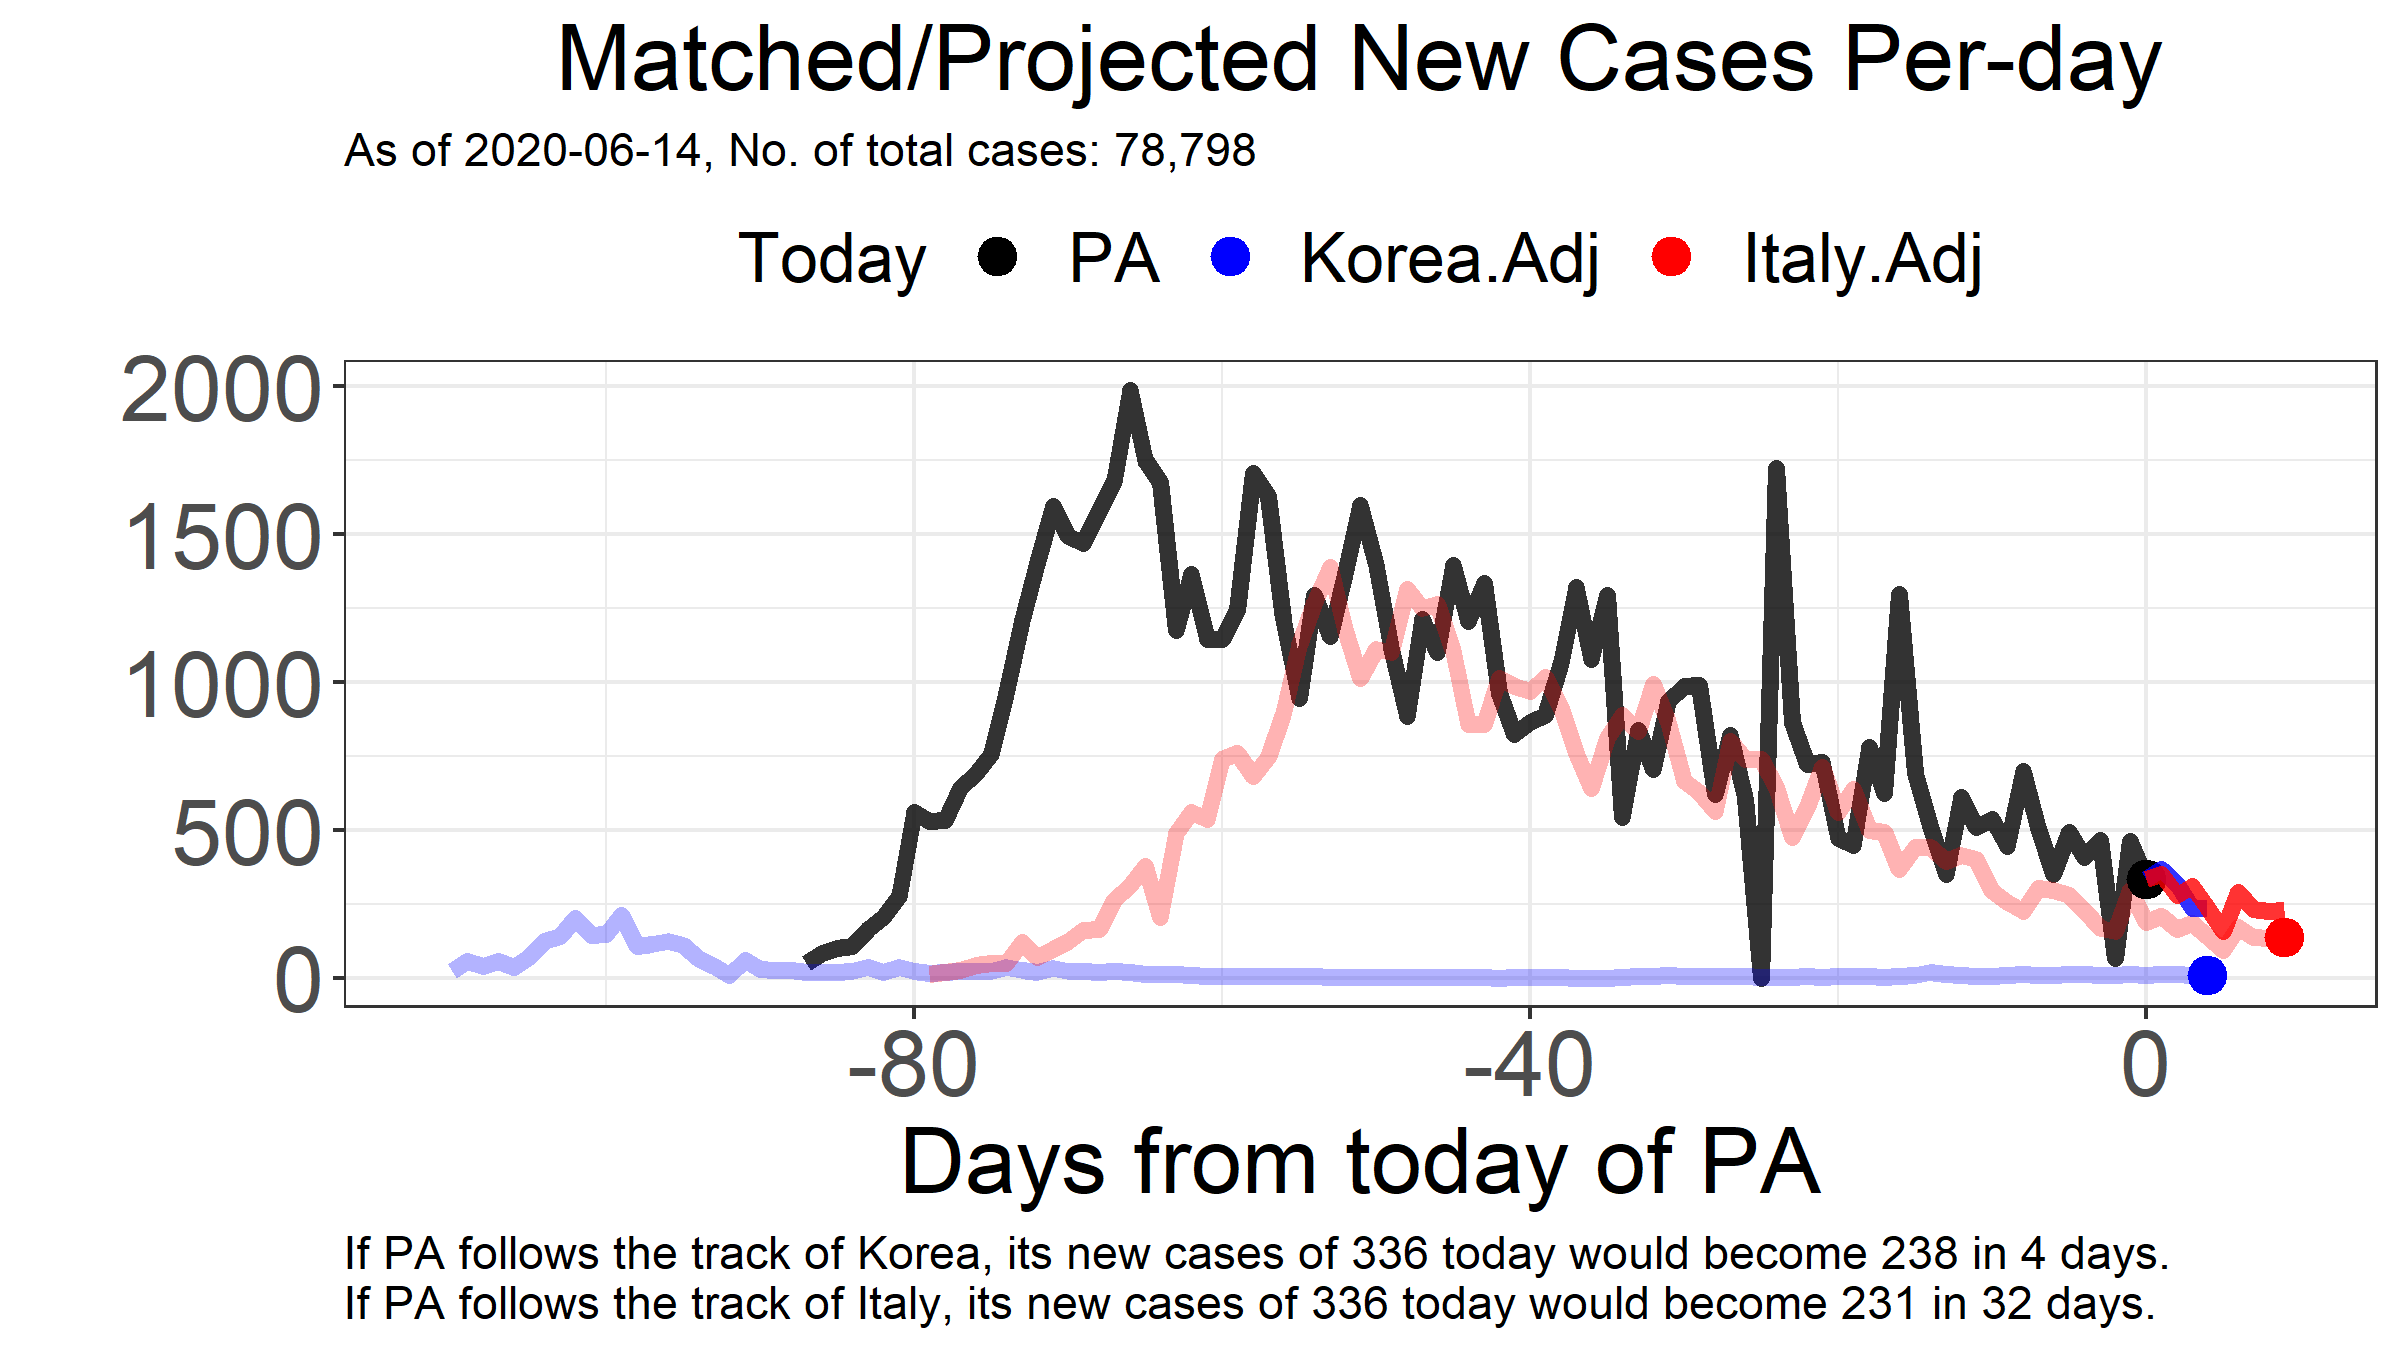 Matched/Projected New Cases Per-day
As of 2020-06-14, No. of total cases: 78,798
Today PA Korea.Adj Italy.Adj
2000
1500
1000
500
0
-80 -40 0
Days from today of PA
If PA follows the track of Korea, its new cases of 336 today would become 238 in 4 days.
If PA follows the track of Italy, its new cases of 336 today would become 231 in 32 days.